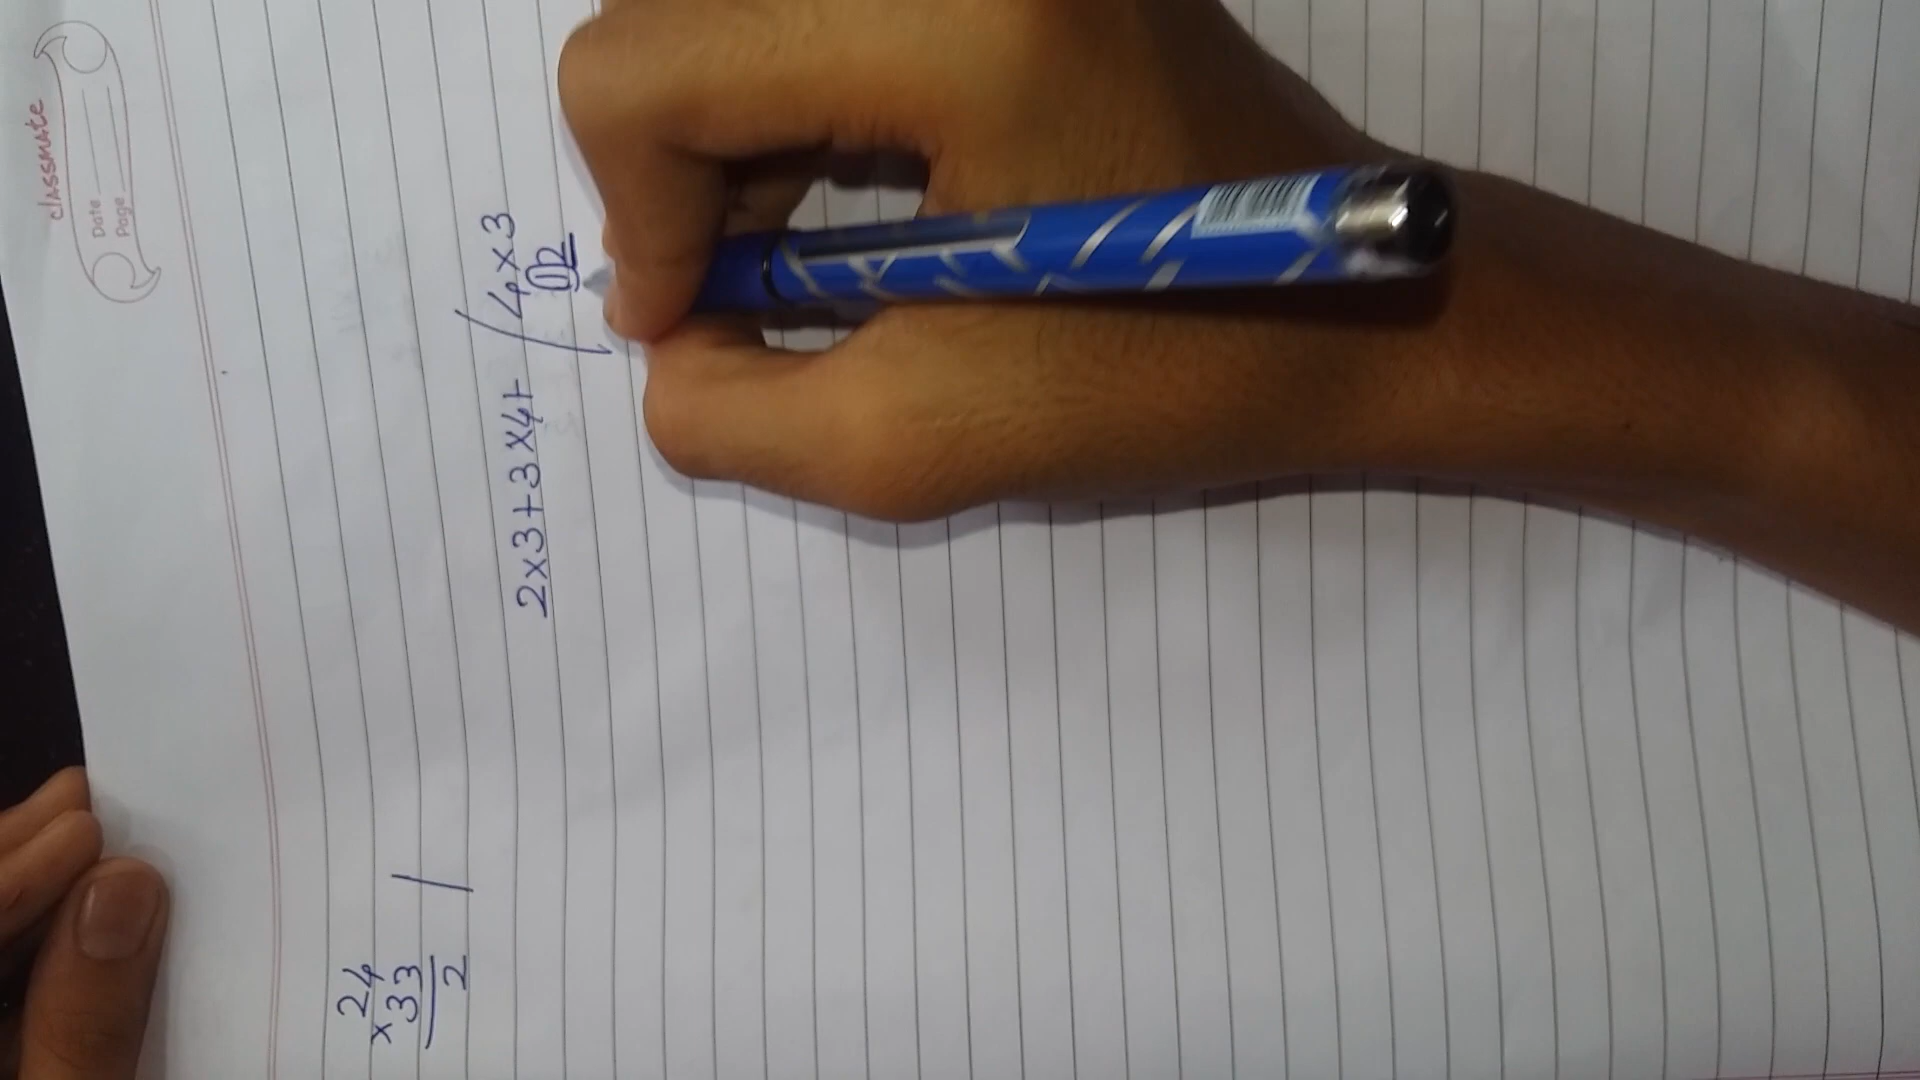 classmate
Date
Page
24
×33
2 /
2×3+3×4+ / 4×3
/ 12